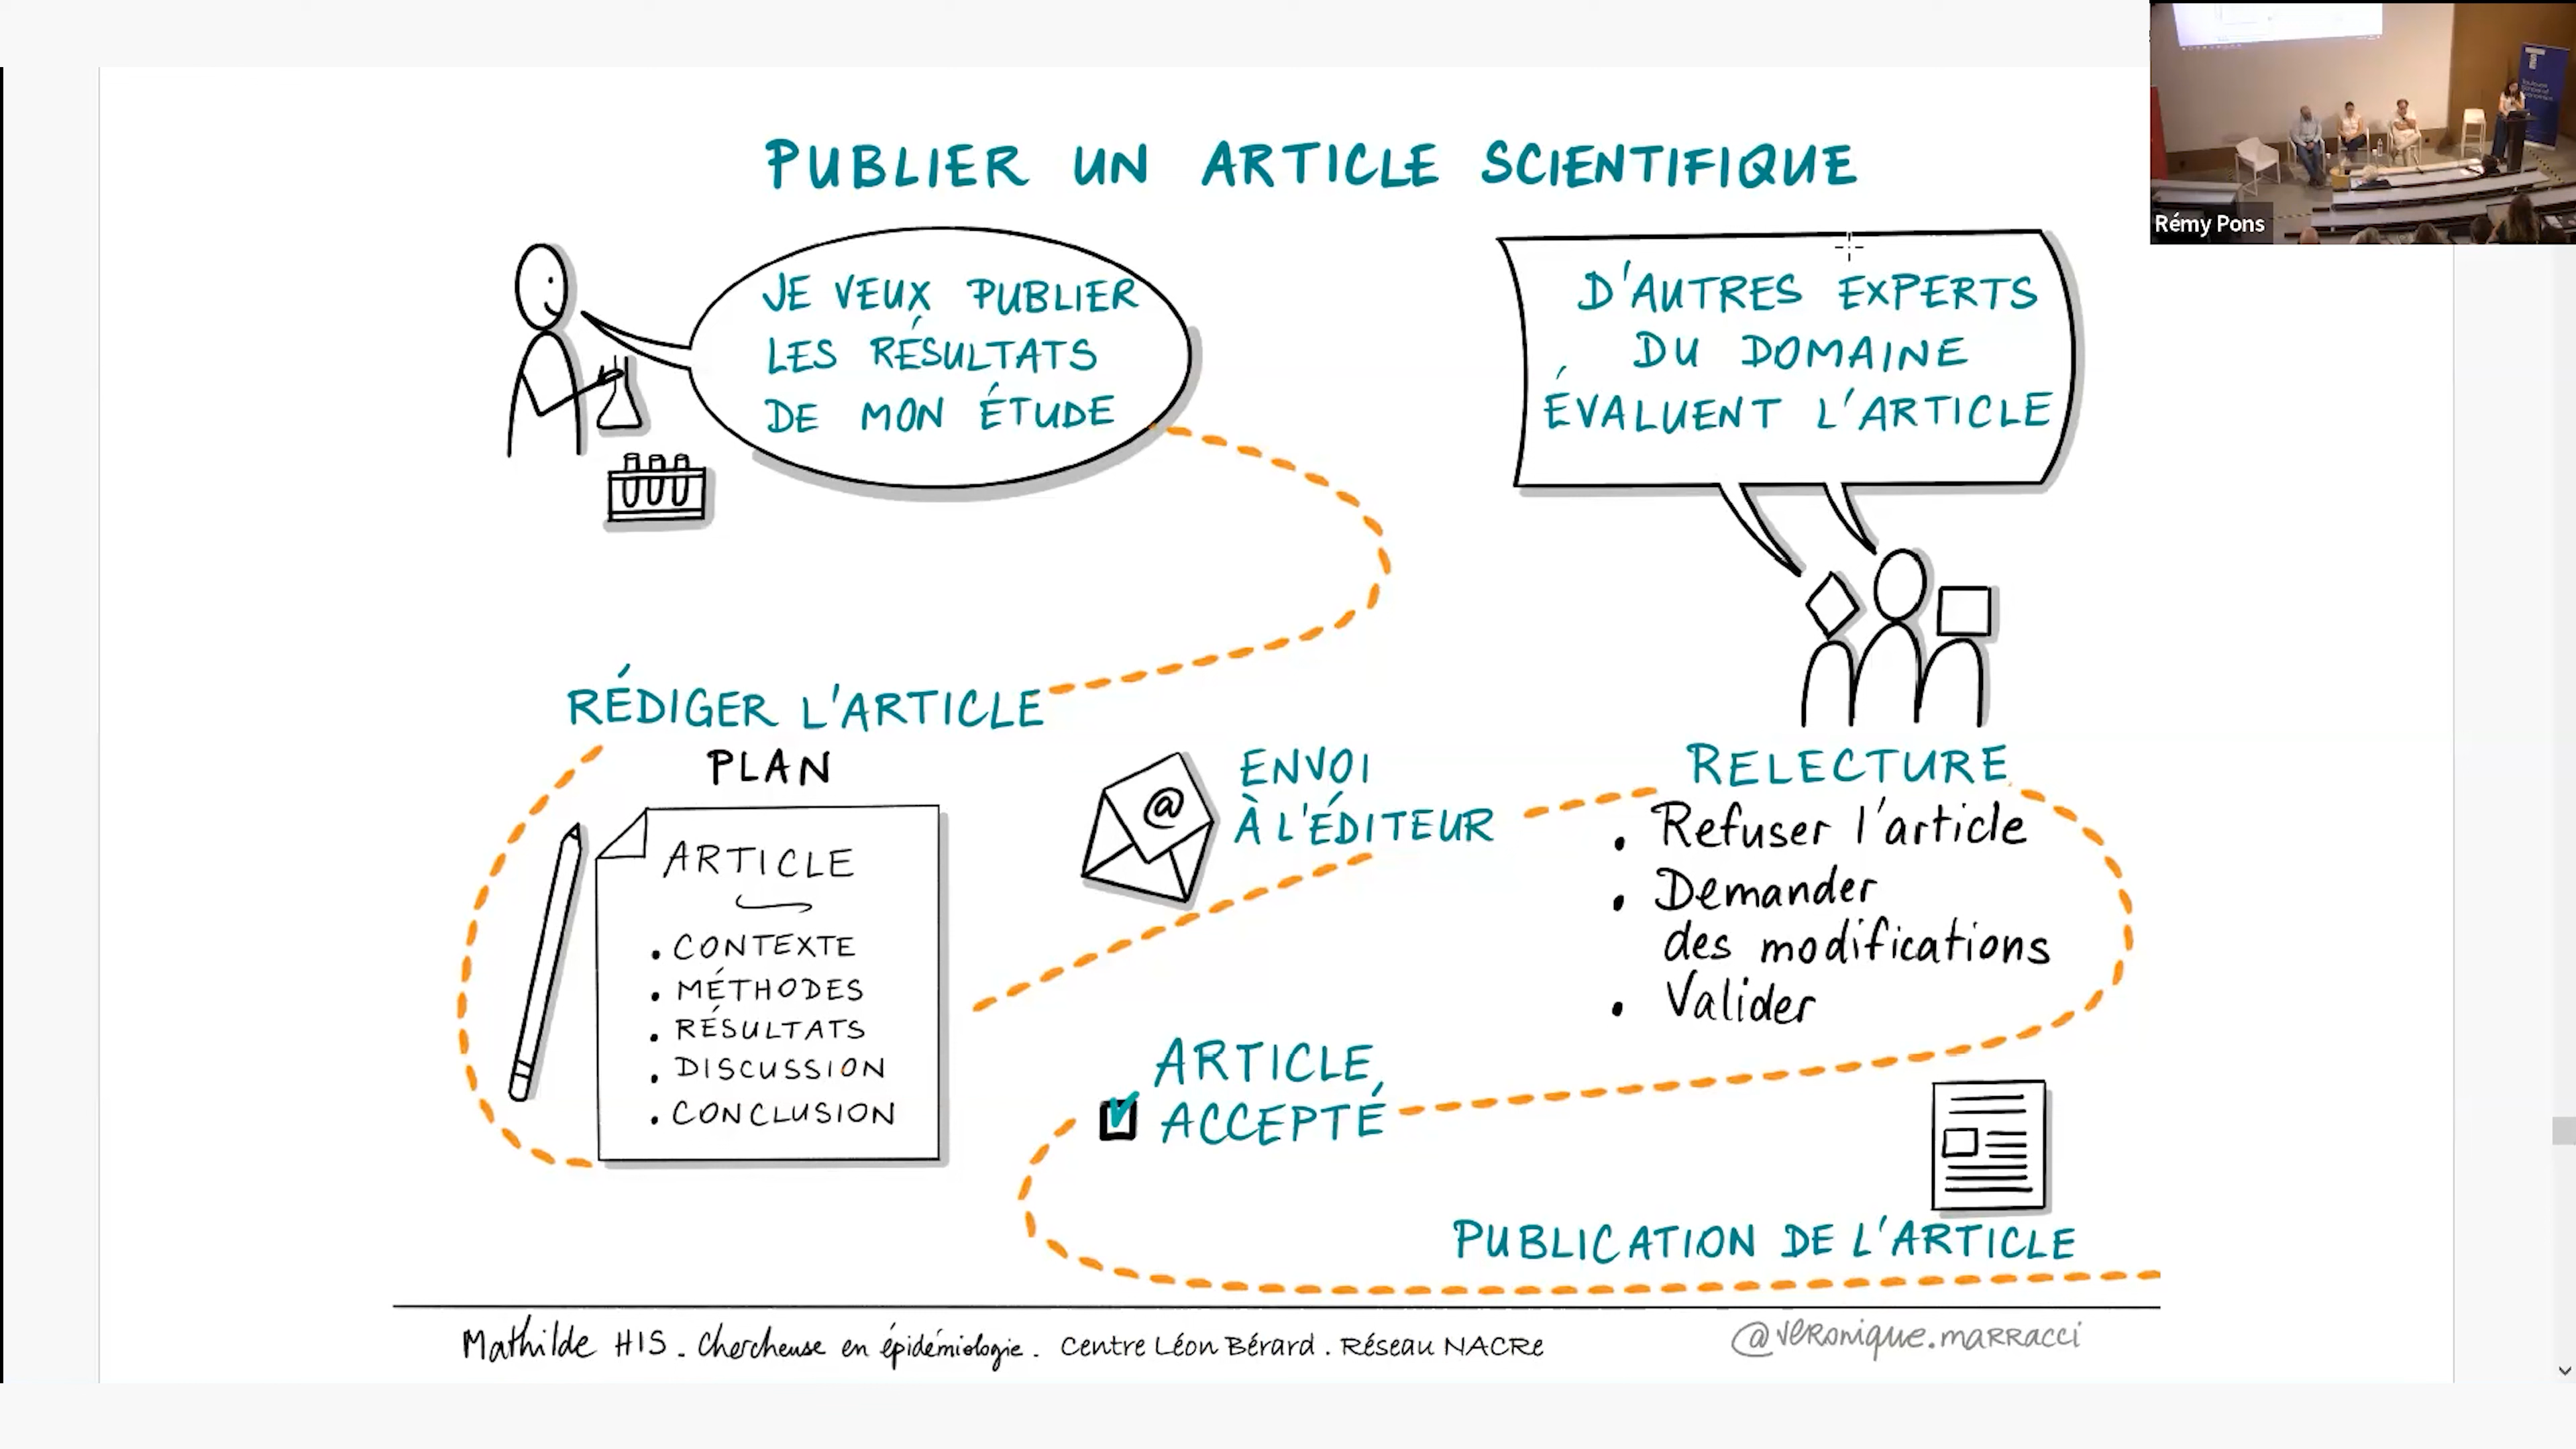 PUBLIER UN ARTICLE SCIENTIFIQUE
JE VEUX PUBLIER
LES RÉSULTATS
DE MON ÉTUDE
RÉDIGER L'ARTICLE
PLAN
ARTICLE
• CONTEXTE
• MÉTHODES
• RÉSULTATS
• DISCUSSION
• CONCLUSION
@
ENVOI
À L'ÉDITEUR
D'AUTRES EXPERTS
DU DOMAINE
ÉVALUENT L'ARTICLE
RELECTURE
• Refuser l'article
• Demander
des modifications
• Valider
ARTICLE
ACCEPTÉ
PUBLICATION DE L'ARTICLE
Mathilde HIS. Chercheuse en épidémiologie. Centre Léon Bérard. Réseau NACRe
@veronique.marracci
Rémy Pons